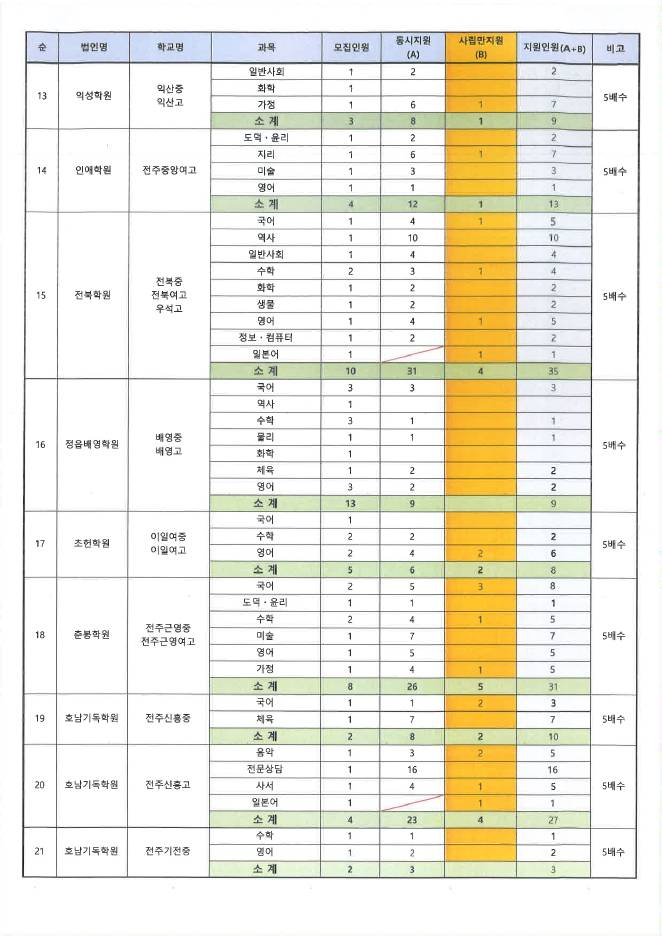 순 법인명 학교명 과목 모집인원 동시지원 (A) 사립만지원 (B) 지원인원(A+B) 비고
13 익성학원 익산중 익산고 5배수
일반사회 1 2 2
화학 1
가정 1 6 1 7
소 계 3 8 1 9
14 인애학원 전주중앙여고 5배수
도덕·윤리 1 2 2
지리 1 6 1 7
미술 1 3 3
영어 1 1 1
소 계 4 12 1 13
15 전북학원 전북중 전북여고 우석고 5배수
국어 1 4 1 5
역사 1 10 10
일반사회 1 4 4
수학 2 3 1 4
화학 1 2 2
생물 1 2 2
영어 1 4 1 5
정보·컴퓨터 1 2 2
일본어 1 1 1
소 계 10 31 4 35
16 정읍배영학원 배영중 배영고 5배수
국어 3 3 3
역사 1
수학 3 1 1
물리 1 1 1
화학 1
체육 1 2 2
영어 3 2 2
소 계 13 9 9
17 초헌학원 이일여중 이일여고 5배수
국어 1
수학 2 2 2
영어 2 4 2 6
소 계 5 6 2 8
18 춘봉학원 전주근영중 전주근영여고 5배수
국어 2 5 3 8
도덕·윤리 1 1 1
수학 2 4 1 5
미술 1 7 7
영어 1 5 5
가정 1 4 1 5
소 계 8 26 5 31
19 호남기독학원 전주신흥중 5배수
국어 1 1 2 3
체육 1 7 7
소 계 2 8 2 10
20 호남기독학원 전주신흥고 5배수
음악 1 3 2 5
전문상담 1 16 16
사서 1 4 1 5
일본어 1 1 1
소 계 4 23 4 27
21 호남기독학원 전주기전중 5배수
수학 1 1 1
영어 1 2 2
소 계 2 3 3